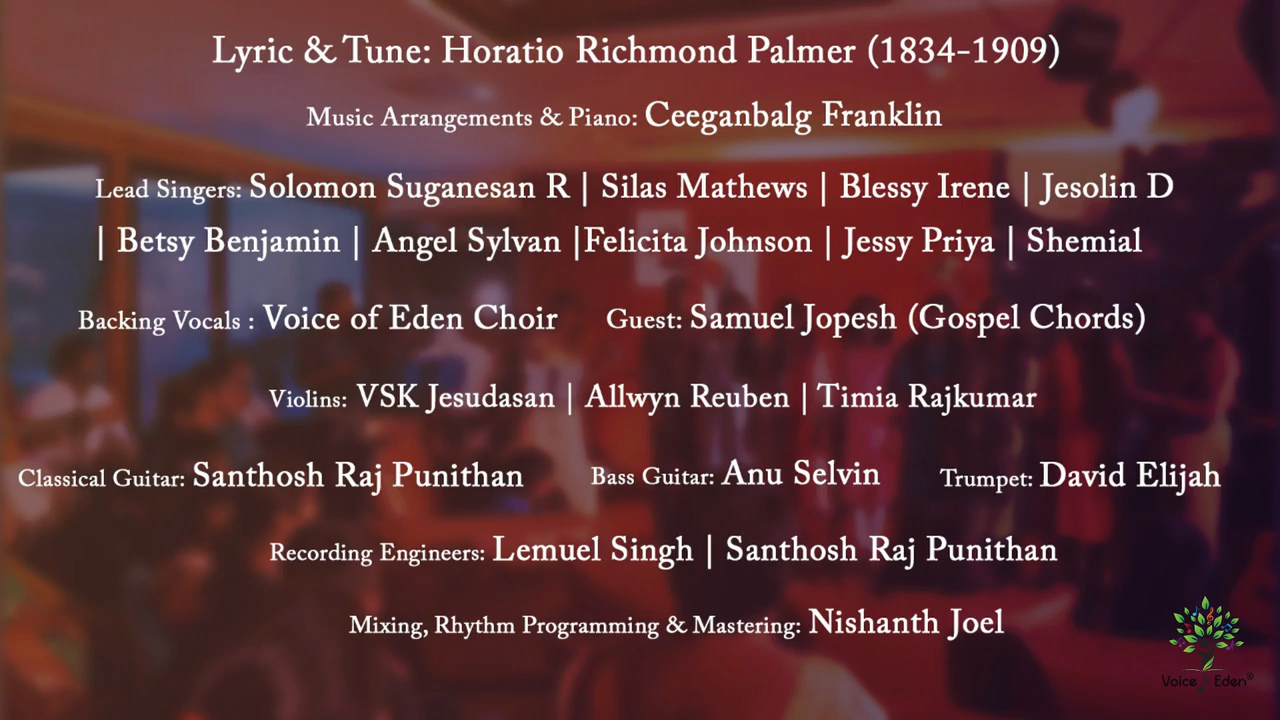 Lyric & Tune: Horatio Richmond Palmer (1834-1909)
Music Arrangements & Piano: Ceeganbalg Franklin
Lead Singers: Solomon Suganesan R | Silas Mathews | Blessy Irene | Jesolin D
| Betsy Benjamin | Angel Sylvan |Felicita Johnson | Jessy Priya | Shemial
Backing Vocals : Voice of Eden Choir Guest: Samuel Jopesh (Gospel Chords)
Violins: VSK Jesudasan | Allwyn Reuben | Timia Rajkumar
Classical Guitar: Santhosh Raj Punithan Bass Guitar: Anu Selvin Trumpet: David Elijah
Recording Engineers: Lemuel Singh | Santhosh Raj Punithan
Mixing, Rhythm Programming & Mastering: Nishanth Joel
Voice Eden®